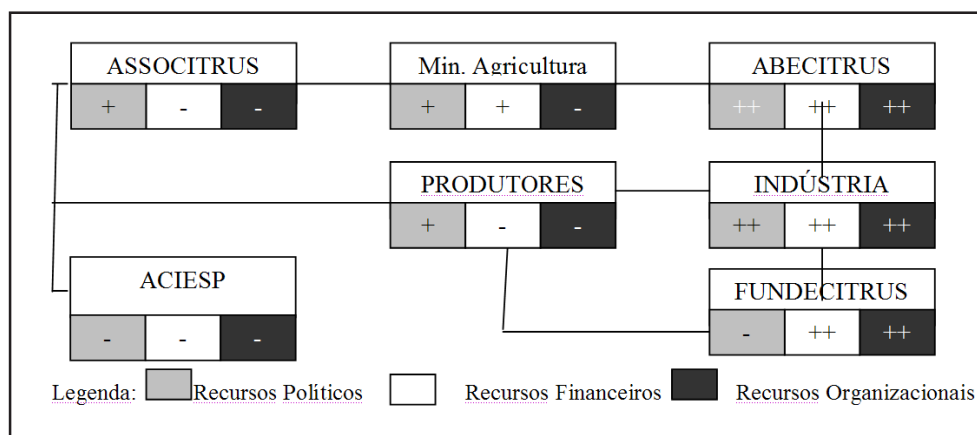 ASSOCITRUS Min. Agricultura ABECITRUS
+ - - + + - ++ ++ ++
PRODUTORES INDÚSTRIA
+ - - ++ ++ ++
ACIESP FUNDECITRUS
- - - - ++ ++
Legenda: Recursos Políticos Recursos Financeiros Recursos Organizacionais